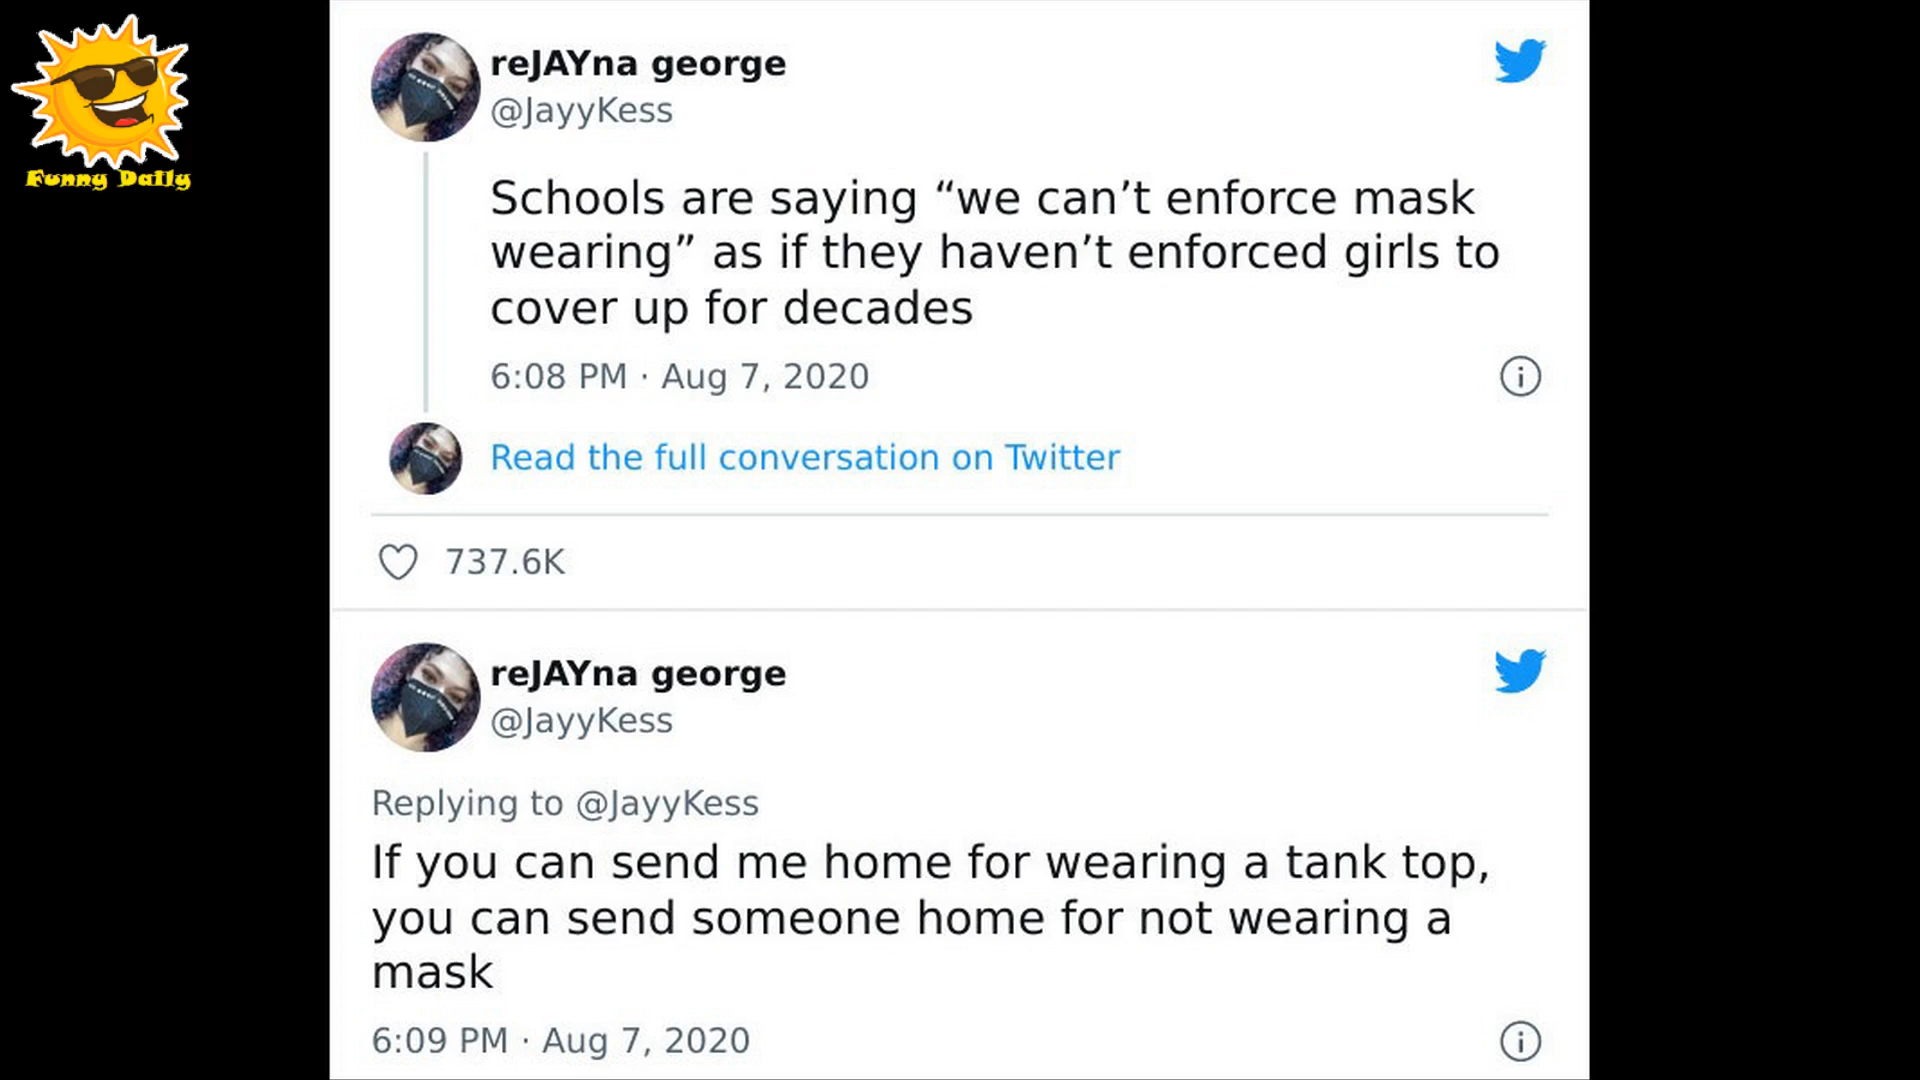 Funny Daily
reJAYna george
@JayyKess
Schools are saying “we can’t enforce mask
wearing” as if they haven’t enforced girls to
cover up for decades
6:08 PM · Aug 7, 2020
Read the full conversation on Twitter
737.6K
reJAYna george
@JayyKess
Replying to @JayyKess
If you can send me home for wearing a tank top,
you can send someone home for not wearing a
mask
6:09 PM · Aug 7, 2020